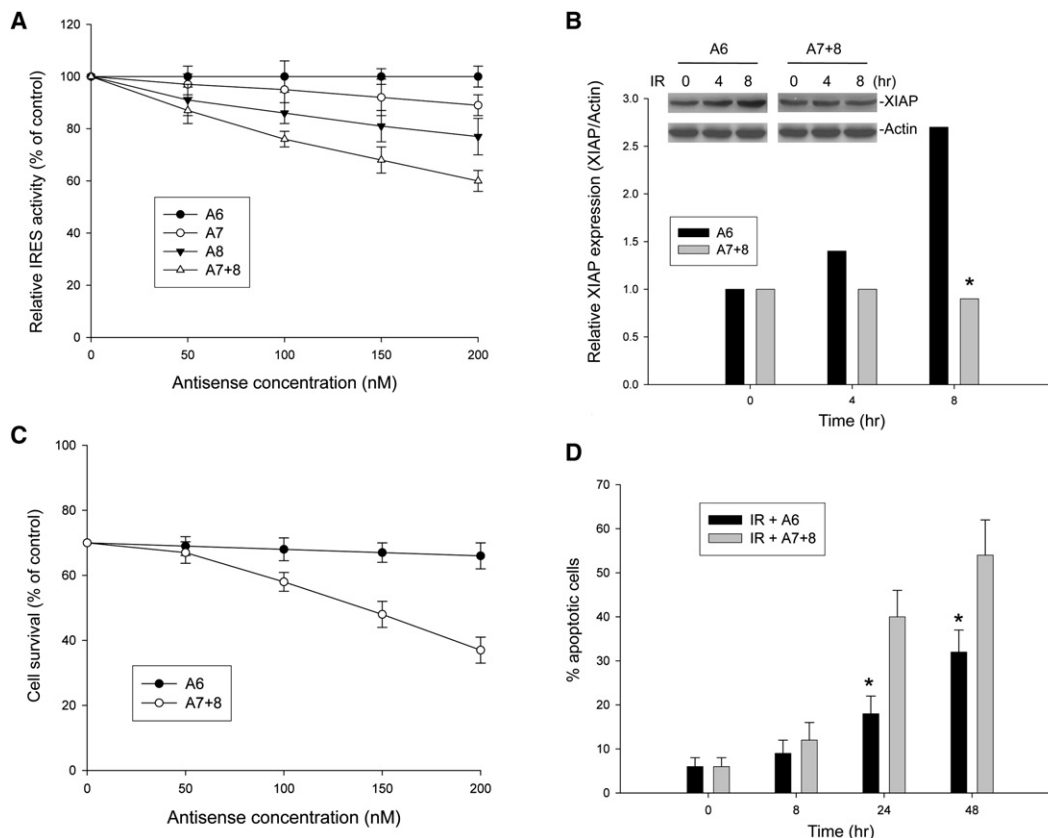 A
120
100
80
60
40
20
0
Relative IRES activity (% of control)
A6
A7
A8
A7+8
0 50 100 150 200
Antisense concentration (nM)
B
A6 A7+8
IR 0 4 8 0 4 8 (hr)
-XIAP
-Actin
3.0
2.5
2.0
1.5
1.0
0.5
0.0
Relative XIAP expression (XIAP/Actin)
A6
A7+8
*
0 4 8
Time (hr)
C
100
80
60
40
20
0
Cell survival (% of control)
A6
A7+8
0 50 100 150 200
Antisense concentration (nM)
D
70
60
50
40
30
20
10
0
% apoptotic cells
IR + A6
IR + A7+8
*
*
0 8 24 48
Time (hr)